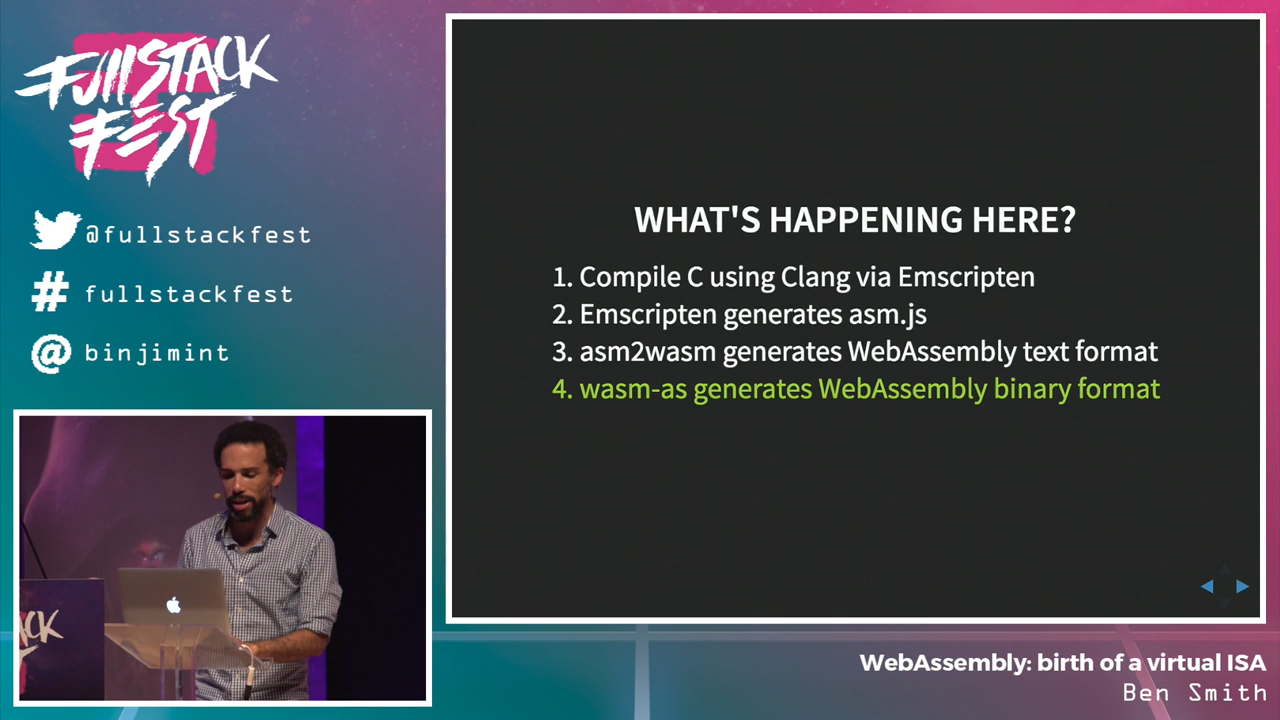 FullSTACK
FEST
@fullstackfest
# fullstackfest
@ binjimint
WHAT'S HAPPENING HERE?
1. Compile C using Clang via Emscripten
2. Emscripten generates asm.js
3. asm2wasm generates WebAssembly text format
4. wasm-as generates WebAssembly binary format
CK
WebAssembly: birth of a virtual ISA
Ben Smith